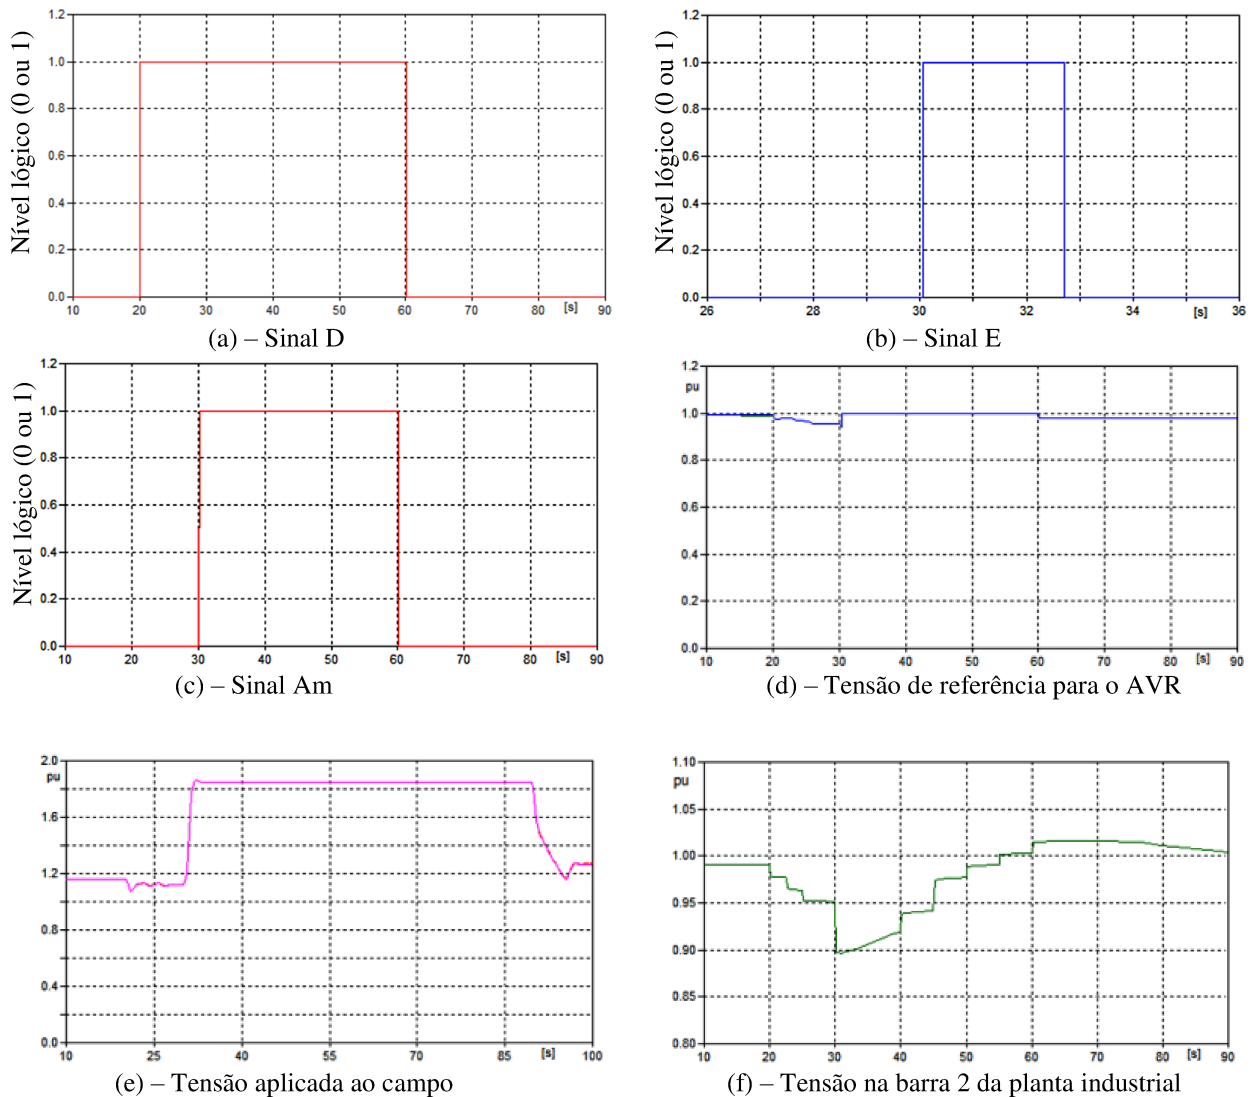 Nível lógico (0 ou 1)
1.2
1.0
0.8
0.6
0.4
0.2
0.0
10 20 30 40 50 60 70 80 [s] 90
(a) – Sinal D
Nível lógico (0 ou 1)
1.2
1.0
0.8
0.6
0.4
0.2
0.0
26 28 30 32 34 [s] 36
(b) – Sinal E
Nível lógico (0 ou 1)
1.2
1.0
0.8
0.6
0.4
0.2
0.0
10 20 30 40 50 60 70 80 [s] 90
(c) – Sinal Am
1.2
pu
1.0
0.8
0.6
0.4
0.2
0.0
10 20 30 40 50 60 70 80 [s] 90
(d) – Tensão de referência para o AVR
2.0
pu
1.6
1.2
0.8
0.4
0.0
10 25 40 55 70 85 [s] 100
(e) – Tensão aplicada ao campo
1.10
pu
1.05
1.00
0.95
0.90
0.85
0.80
10 20 30 40 50 60 70 80 [s] 90
(f) – Tensão na barra 2 da planta industrial